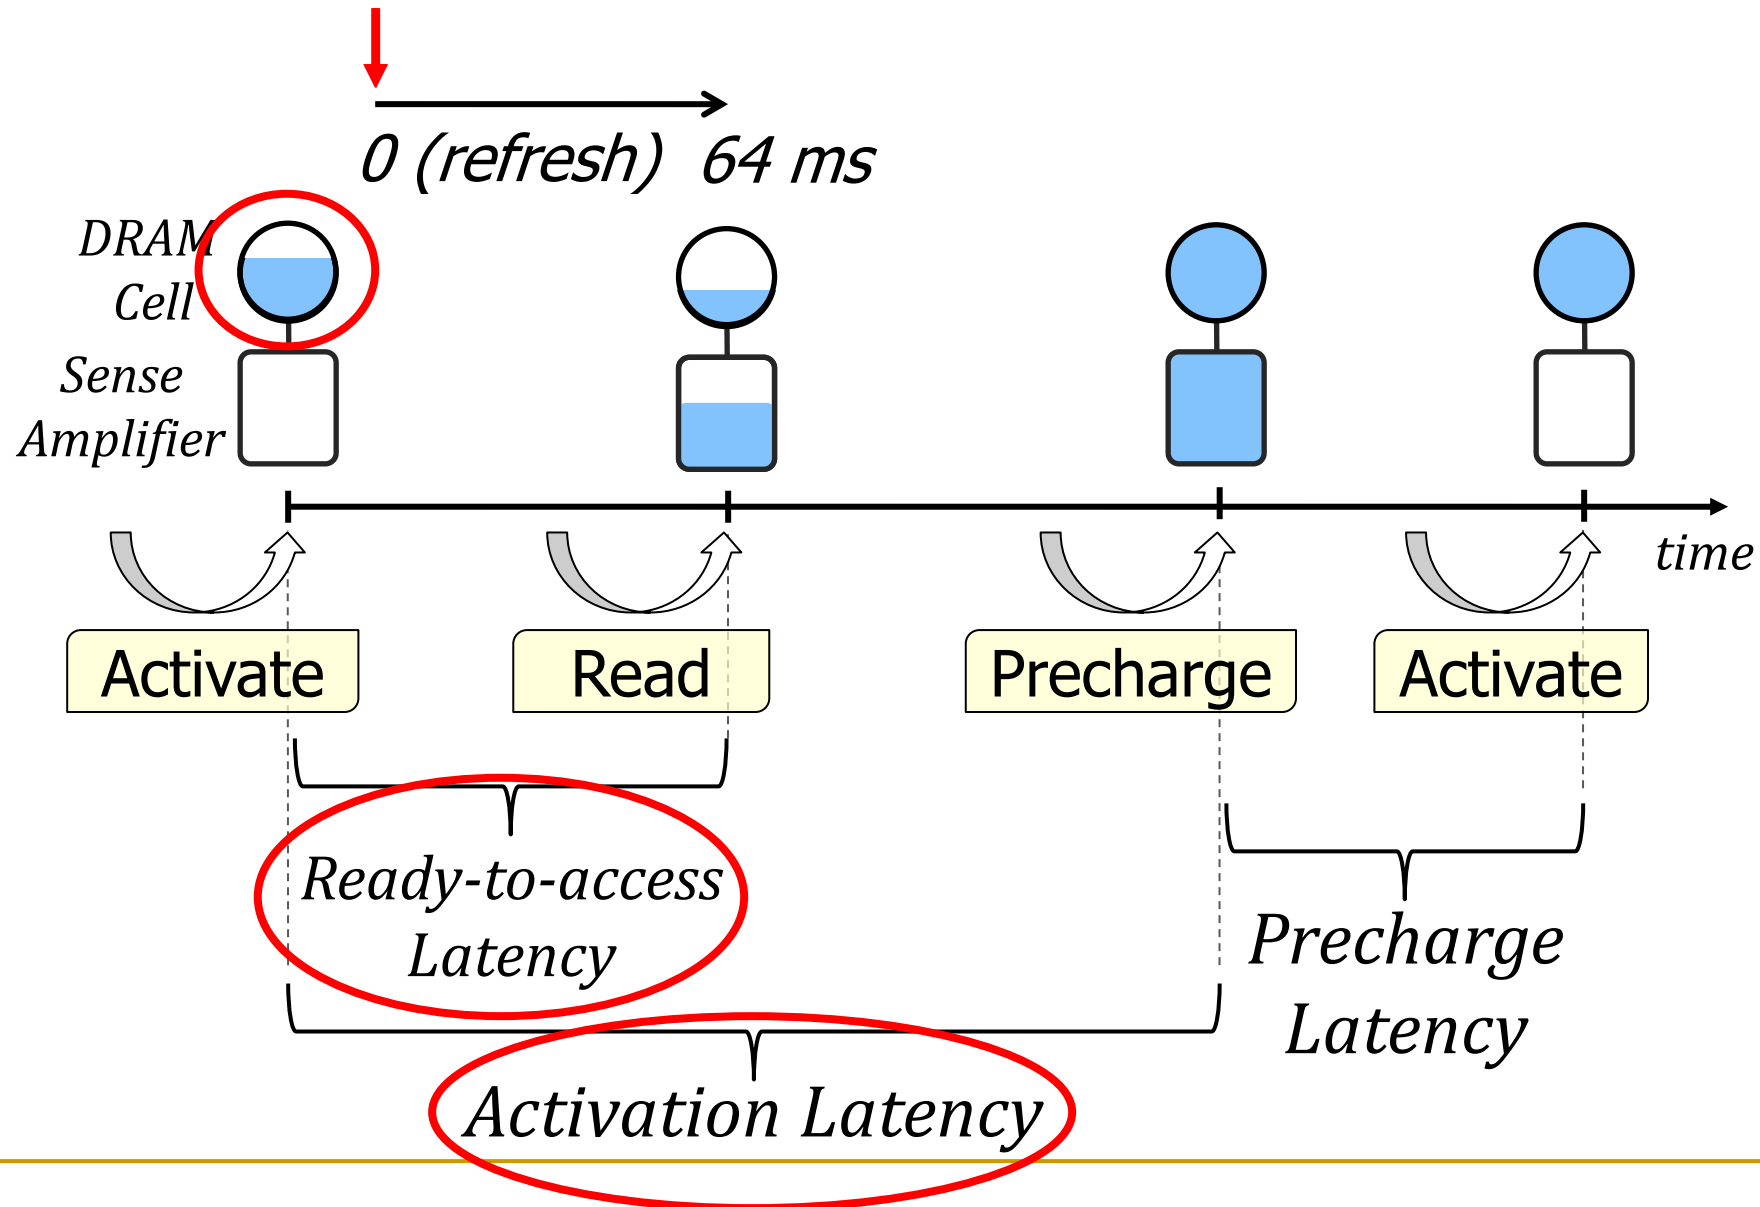 0 (refresh) 64 ms
DRAM
Cell
Sense
Amplifier
time
Activate
Read
Precharge
Activate
Ready-to-access
Latency
Precharge
Latency
Activation Latency